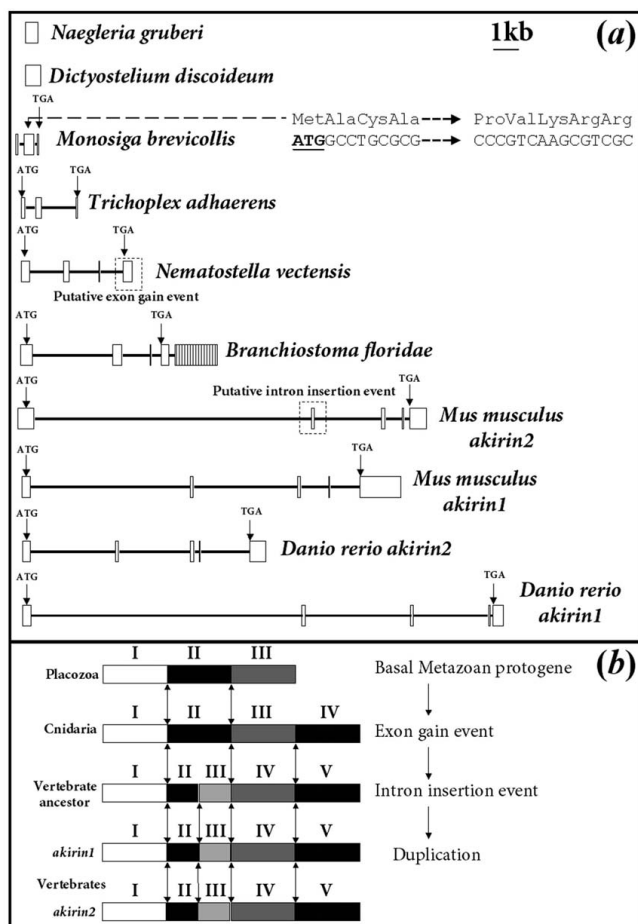 Naegleria gruberi
1kb
(a)
Dictyostelium discoideum
TGA
MetAlaCysAla
ProValLysArgArg
Monosiga brevicollis
ATGGCCTGCGCG
CCCGTCAAGCGTCGC
ATG
TGA
Trichoplex adhaerens
ATG
TGA
Nematostella vectensis
Putative exon gain event
ATG
TGA
Branchiostoma floridae
Putative intron insertion event
ATG
TGA
Mus musculus
akirin2
ATG
TGA
Mus musculus
akirin1
ATG
TGA
Danio rerio akirin2
ATG
TGA
Danio rerio
akirin1
(b)
I II III
Placozoa
Basal Metazoan protogene
I II III IV
Cnidaria
Exon gain event
I II III IV V
Vertebrate
ancestor
Intron insertion event
I II III IV V
akirin1
Duplication
Vertebrates
I II III IV V
akirin2